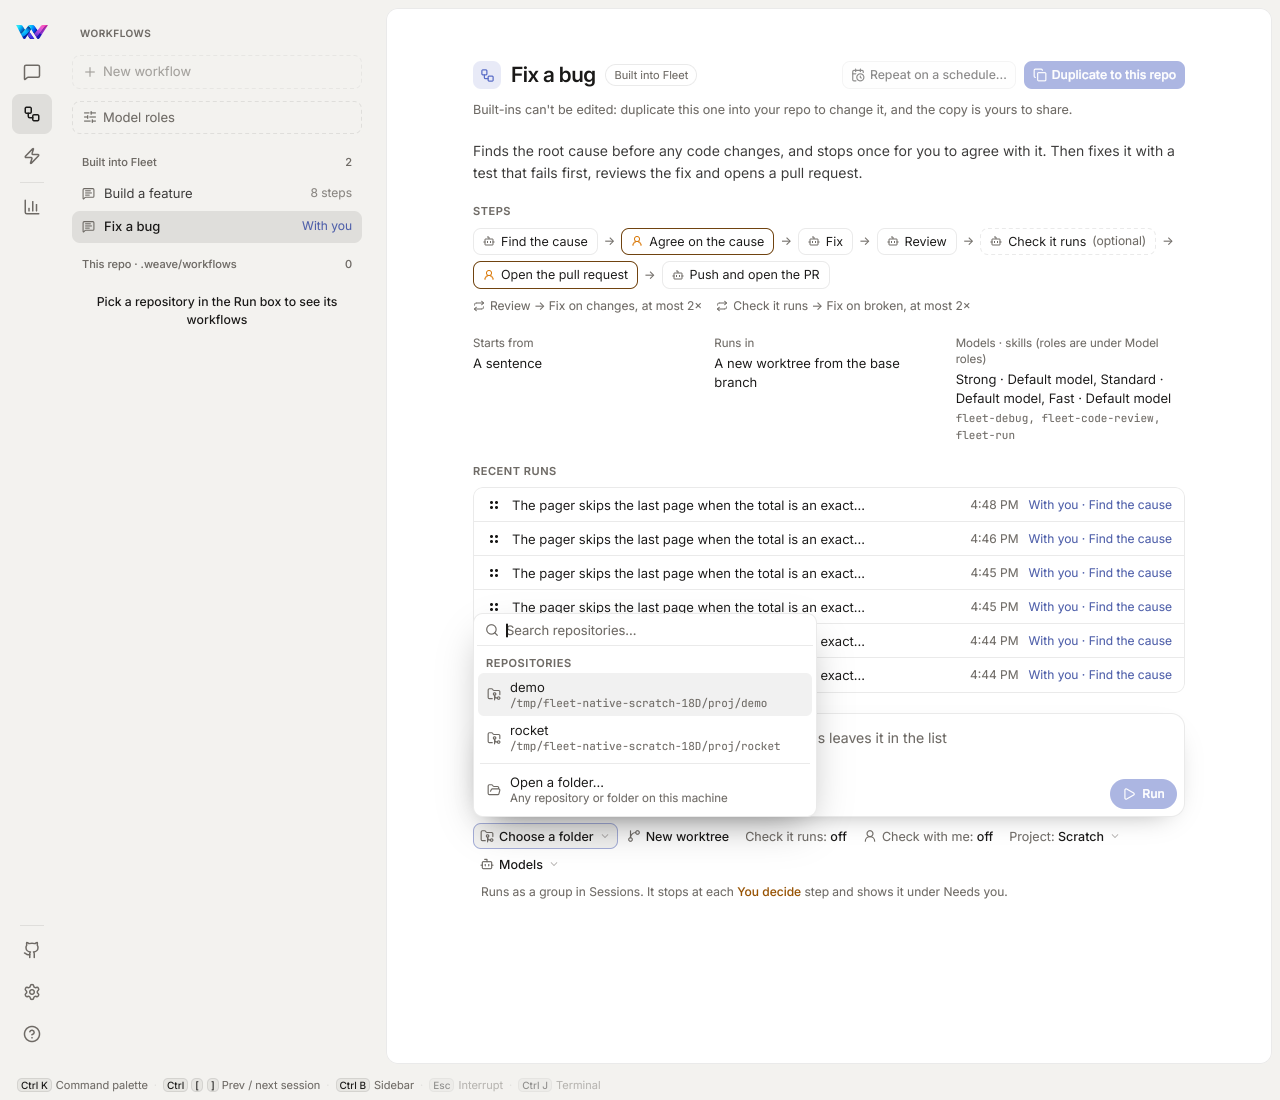 WORKFLOWS
New workflow
Model roles
Built into Fleet 2
Build a feature 8 steps
Fix a bug With you
This repo · .weave/workflows 0
Pick a repository in the Run box to see its
workflows
Fix a bug Built into Fleet Repeat on a schedule... Duplicate to this repo
Built-ins can't be edited: duplicate this one into your repo to change it, and the copy is yours to share.
Finds the root cause before any code changes, and stops once for you to agree with it. Then fixes it with a
test that fails first, reviews the fix and opens a pull request.
STEPS
Find the cause → Agree on the cause → Fix → Review → Check it runs (optional) →
Open the pull request → Push and open the PR
Review → Fix on changes, at most 2× Check it runs → Fix on broken, at most 2×
Starts from
A sentence
Runs in
A new worktree from the base
branch
Models · skills (roles are under Model
roles)
Strong · Default model, Standard ·
Default model, Fast · Default model
fleet-debug, fleet-code-review,
fleet-run
RECENT RUNS
The pager skips the last page when the total is an exact... 4:48 PM With you · Find the cause
The pager skips the last page when the total is an exact... 4:46 PM With you · Find the cause
The pager skips the last page when the total is an exact... 4:45 PM With you · Find the cause
The pager skips the last page when the total is an exact... 4:45 PM With you · Find the cause
exact... 4:44 PM With you · Find the cause
exact... 4:44 PM With you · Find the cause
Search repositories...
REPOSITORIES
demo
/tmp/fleet-native-scratch-18D/proj/demo
rocket
/tmp/fleet-native-scratch-18D/proj/rocket
Open a folder...
Any repository or folder on this machine
s leaves it in the list
Run
Choose a folder New worktree Check it runs: off Check with me: off Project: Scratch
Models
Runs as a group in Sessions. It stops at each You decide step and shows it under Needs you.
Ctrl K Command palette Ctrl [ ] Prev / next session Ctrl B Sidebar Esc Interrupt Ctrl J Terminal